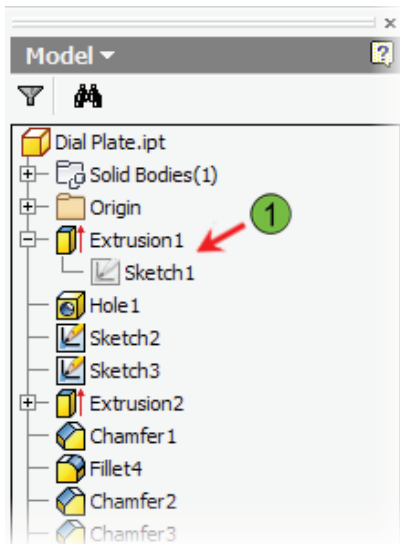 Model
Dial Plate.ipt
Solid Bodies(1)
Origin
1
Extrusion1
Sketch1
Hole1
Sketch2
Sketch3
Extrusion2
Chamfer1
Fillet4
Chamfer2
Chamfer3